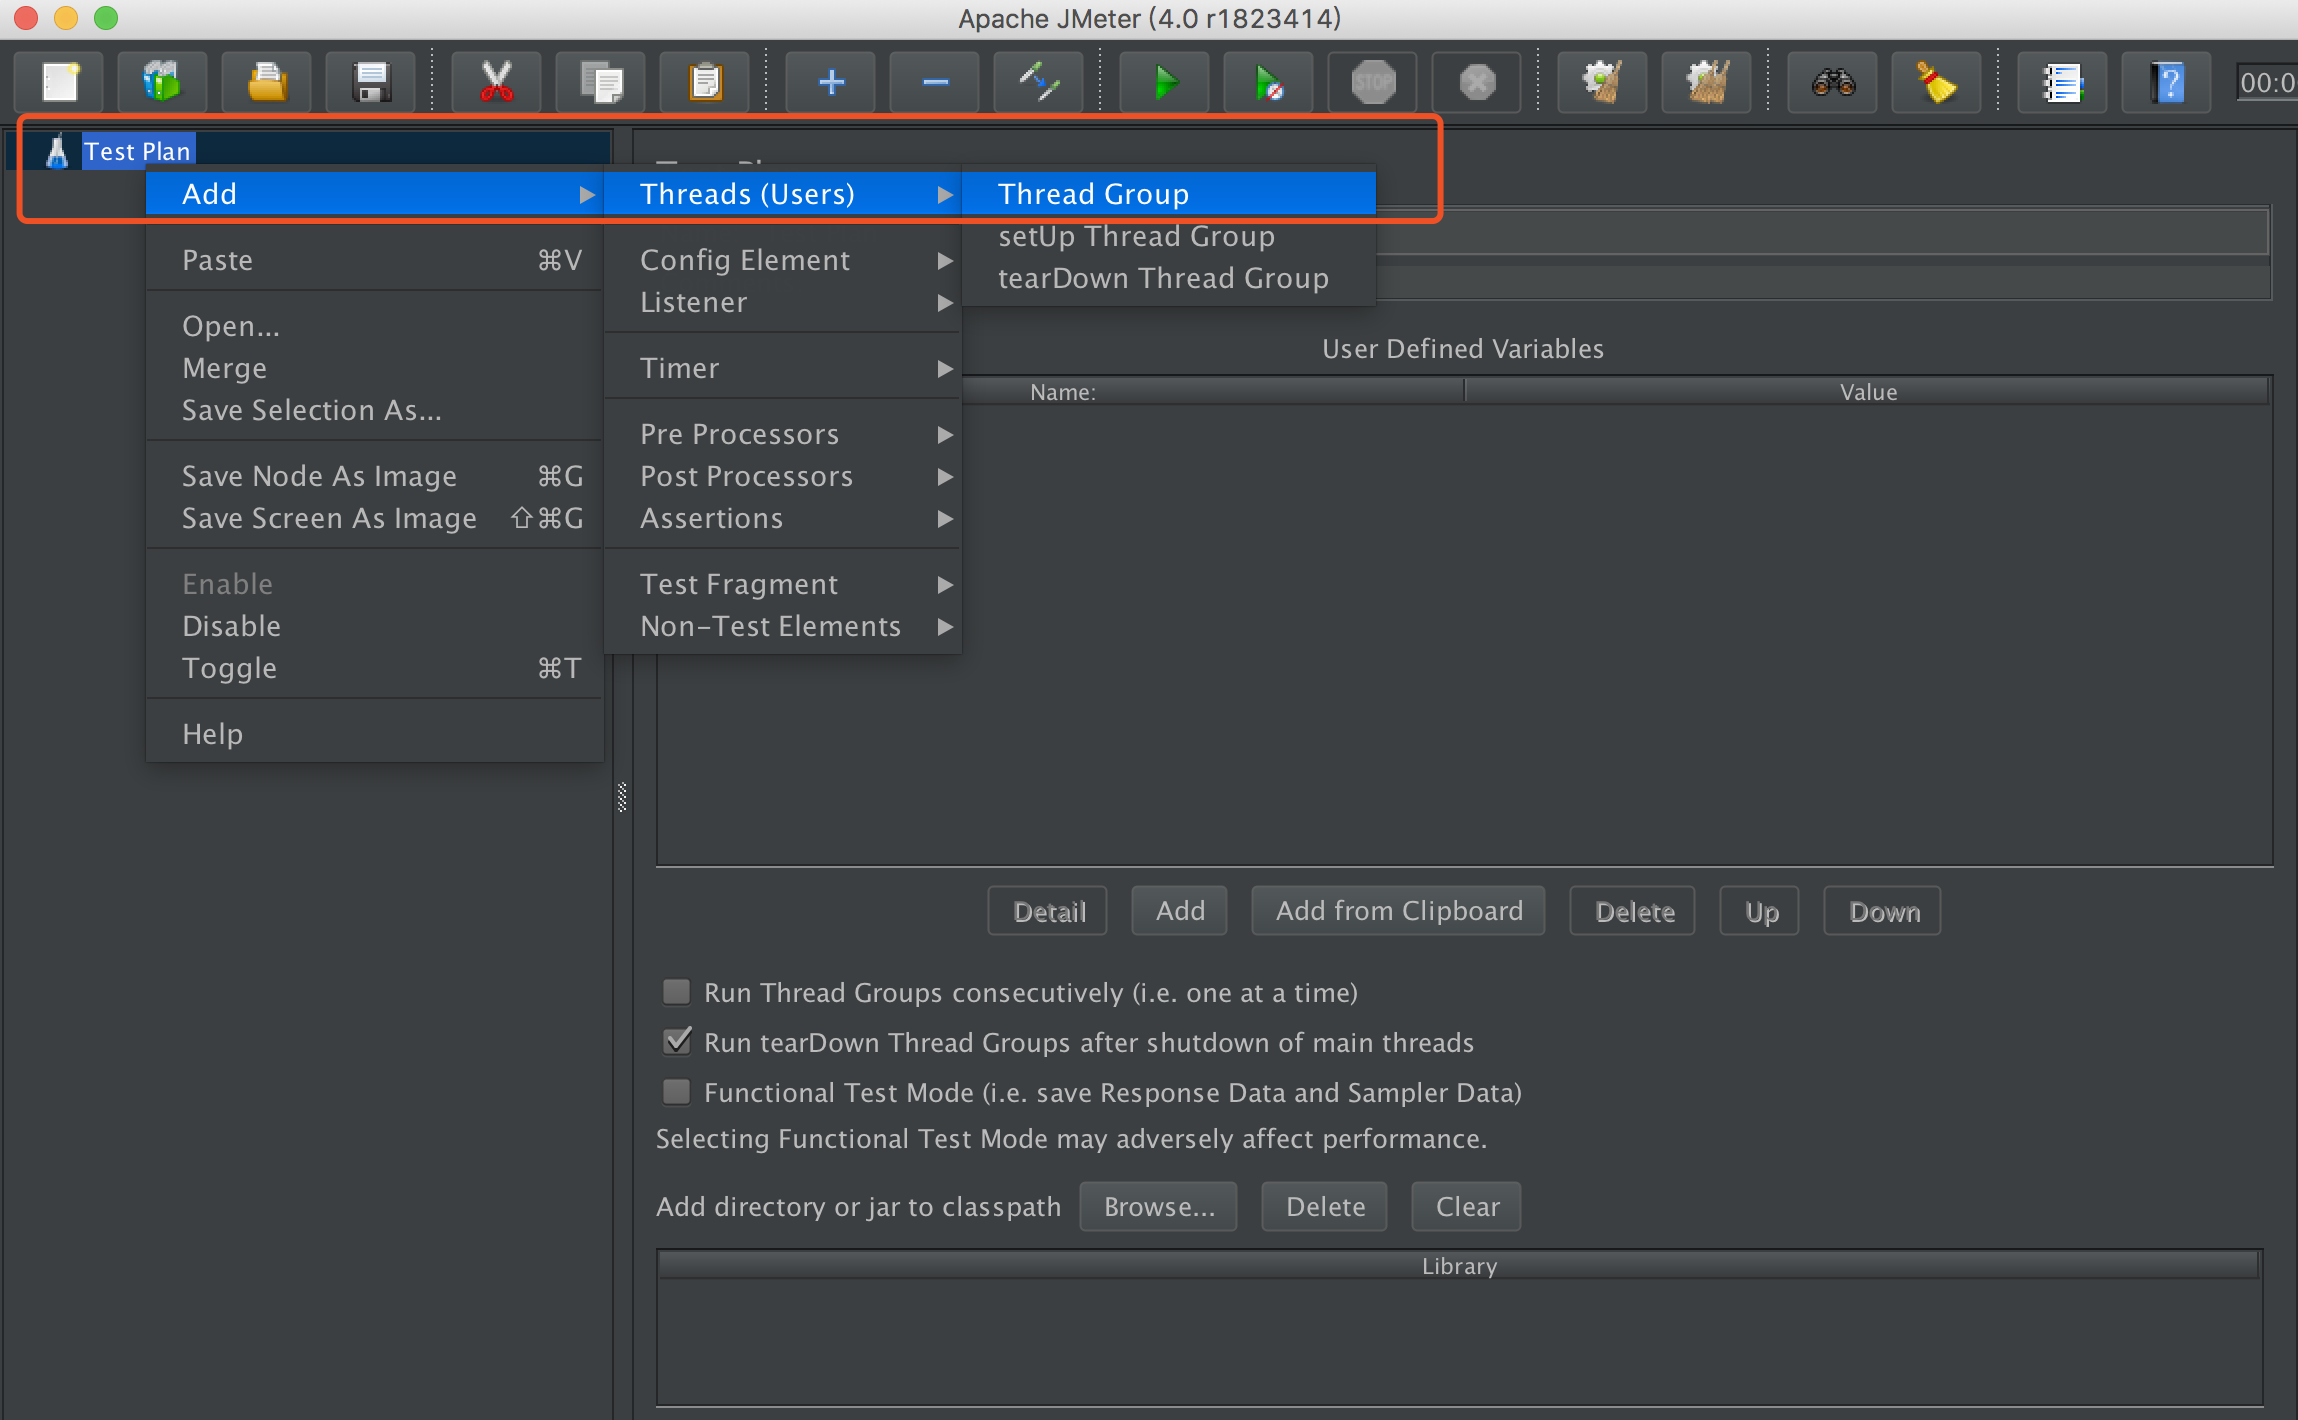 Apache JMeter (4.0 r1823414)
STOP
?
00:0
Test Plan
Add
Threads (Users)
Thread Group
setUp Thread Group
tearDown Thread Group
Paste ⌘V
Open...
Merge
Save Selection As...
Save Node As Image ⌘G
Save Screen As Image ⇧⌘G
Enable
Disable
Toggle ⌘T
Help
Config Element
Listener
Timer
Pre Processors
Post Processors
Assertions
Test Fragment
Non-Test Elements
User Defined Variables
Name: Value
Detail Add Add from Clipboard Delete Up Down
Run Thread Groups consecutively (i.e. one at a time)
Run tearDown Thread Groups after shutdown of main threads
Functional Test Mode (i.e. save Response Data and Sampler Data)
Selecting Functional Test Mode may adversely affect performance.
Add directory or jar to classpath Browse... Delete Clear
Library